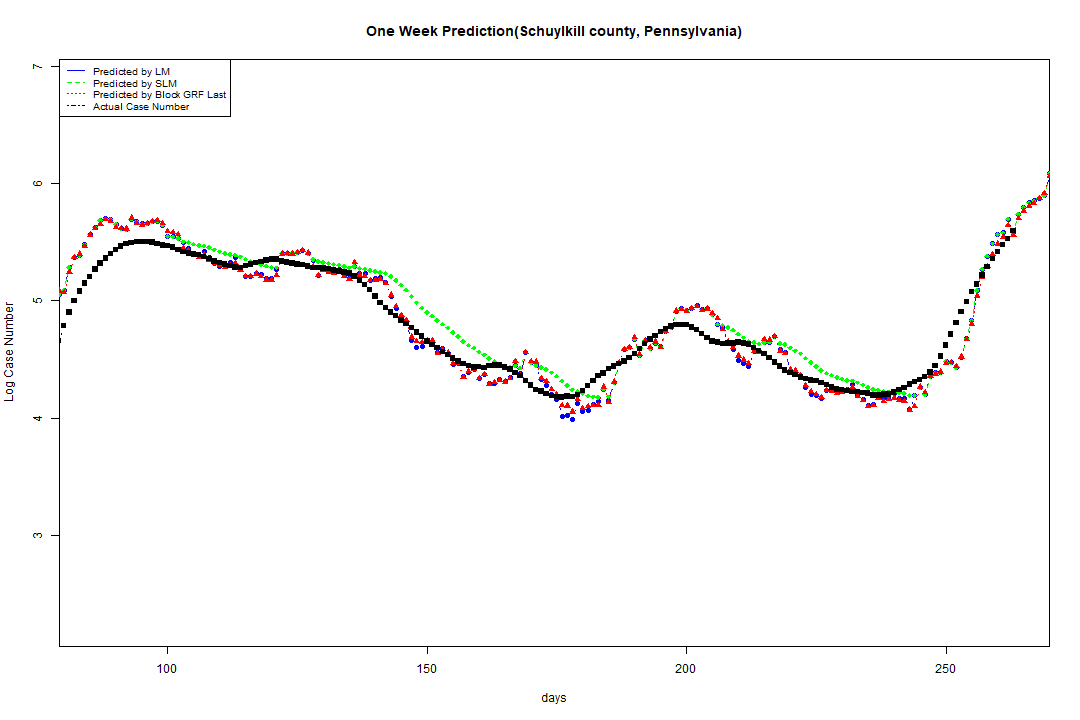 One Week Prediction(Schuylkill county, Pennsylvania)
Predicted by LM
Predicted by SLM
Predicted by Block GRF Last
Actual Case Number
7
6
5
4
3
Log Case Number
100 150 200 250
days